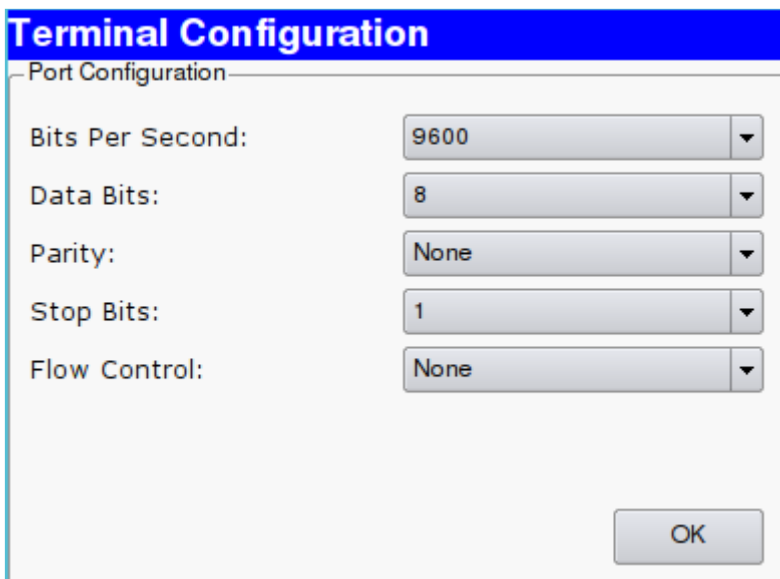 Terminal Configuration
Port Configuration
Bits Per Second: 9600
Data Bits: 8
Parity: None
Stop Bits: 1
Flow Control: None
OK